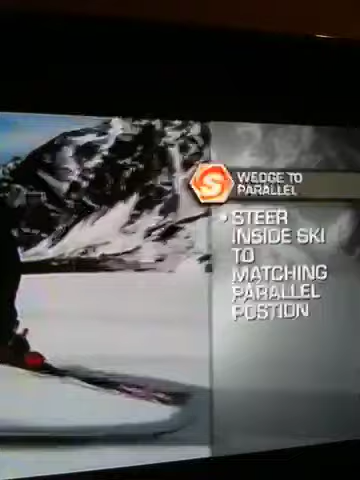 S
WEDGE TO
PARALLEL
• STEER
INSIDE SKI
TO
MATCHING
PARALLEL
POSTION